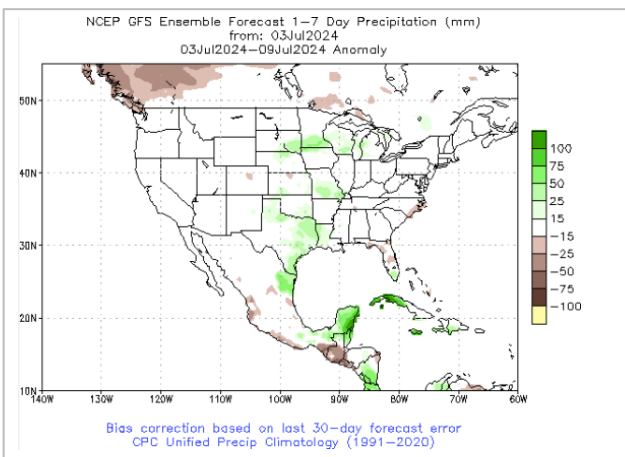 NCEP GFS Ensemble Forecast 1-7 Day Precipitation (mm)
from: 03Jul2024
03Jul2024-09Jul2024 Anomaly
50N
40N
30N
20N
10N
140W 130W 120W 110W 100W 90W 80W 70W 60W
100
75
50
25
15
-15
-25
-50
-75
-100
Bias correction based on last 30-day forecast error
CPC Unified Precip Climatology (1991-2020)